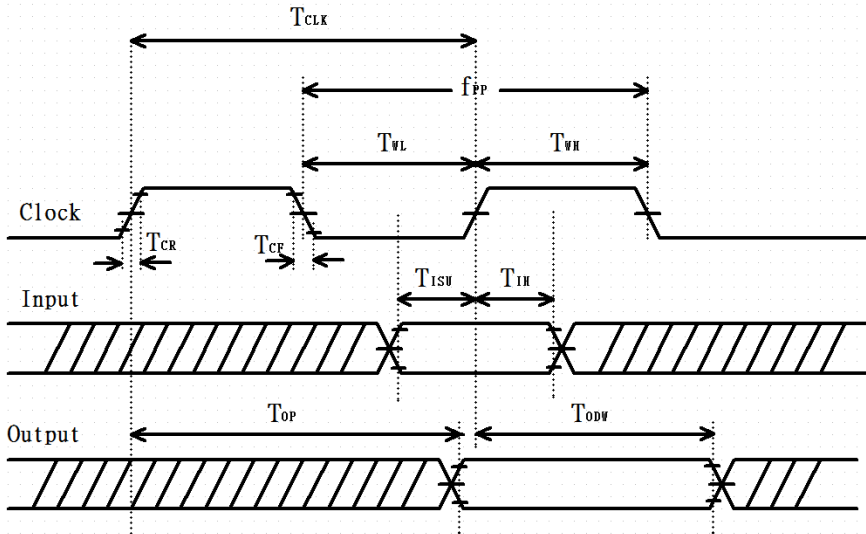 TCLK
fPP
TWL TWH
Clock
TCR TCF
TISU TIH
Input
TOP TODW
Output